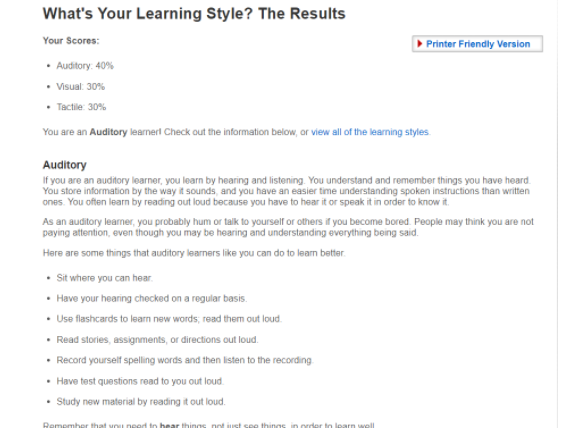 What's Your Learning Style? The Results
Your Scores:
Printer Friendly Version
• Auditory: 40%
• Visual: 30%
• Tactile: 30%
You are an Auditory learner! Check out the information below, or view all of the learning styles.
Auditory
If you are an auditory learner, you learn by hearing and listening. You understand and remember things you have heard.
You store information by the way it sounds, and you have an easier time understanding spoken instructions than written
ones. You often learn by reading out loud because you have to hear it or speak it in order to know it.
As an auditory learner, you probably hum or talk to yourself or others if you become bored. People may think you are not
paying attention, even though you may be hearing and understanding everything being said.
Here are some things that auditory learners like you can do to learn better.
• Sit where you can hear.
• Have your hearing checked on a regular basis.
• Use flashcards to learn new words; read them out loud.
• Read stories, assignments, or directions out loud.
• Record yourself spelling words and then listen to the recording.
• Have test questions read to you out loud.
• Study new material by reading it out loud.
Remember that you need to hear things, not just see things, in order to learn well.